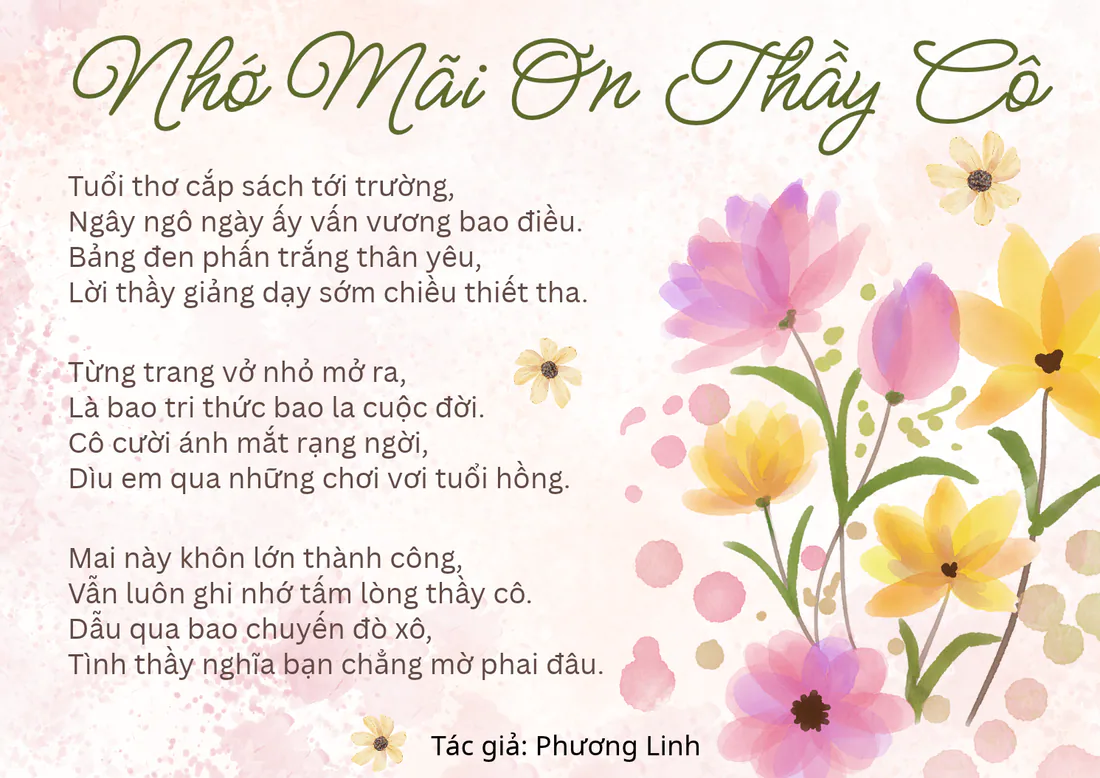 Nhớ Mãi Ơn Thầy Cô
Tuổi thơ cắp sách tới trường,
Ngây ngô ngày ấy vấn vương bao điều.
Bảng đen phấn trắng thân yêu,
Lời thầy giảng dạy sớm chiều thiết tha.
Từng trang vở nhỏ mở ra,
Là bao tri thức bao la cuộc đời.
Cô cười ánh mắt rạng ngời,
Dìu em qua những chơi vơi tuổi hồng.
Mai này khôn lớn thành công,
Vẫn luôn ghi nhớ tấm lòng thầy cô.
Dẫu qua bao chuyến đò xô,
Tình thầy nghĩa bạn chẳng mờ phai đâu.
Tác giả: Phương Linh